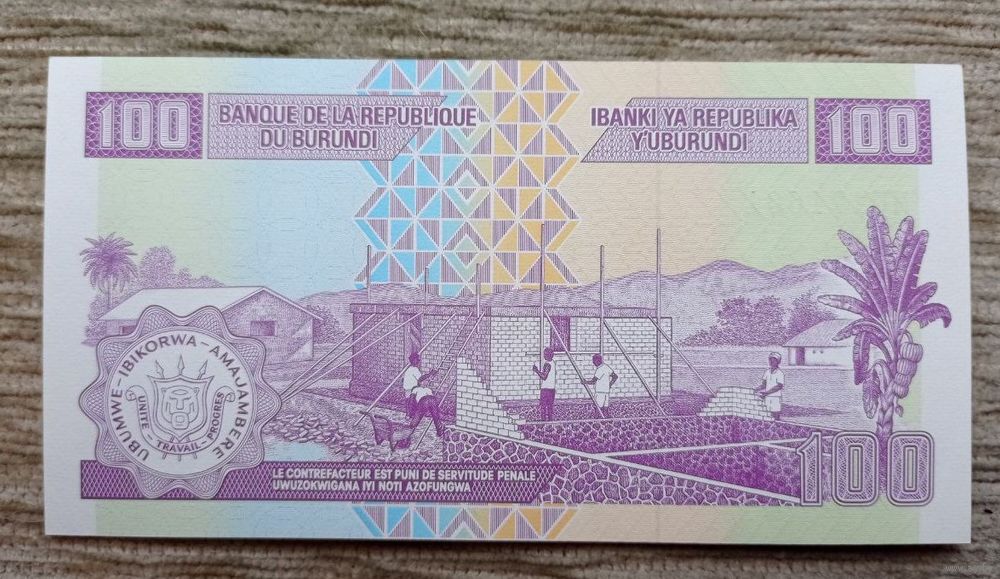 100
BANQUE DE LA REPUBLIQUE
DU BURUNDI
IBANKI YA REPUBLIKA
Y'UBURUNDI
100
UBUMWE-IBIKORWA-AMAJAMBERE
UNITE-TRAVAIL-PROGRES
LE CONTREFACTEUR EST PUNI DE SERVITUDE PENALE
UWUZOKWIGANA IYI NOTI AZOFUNGWA
100